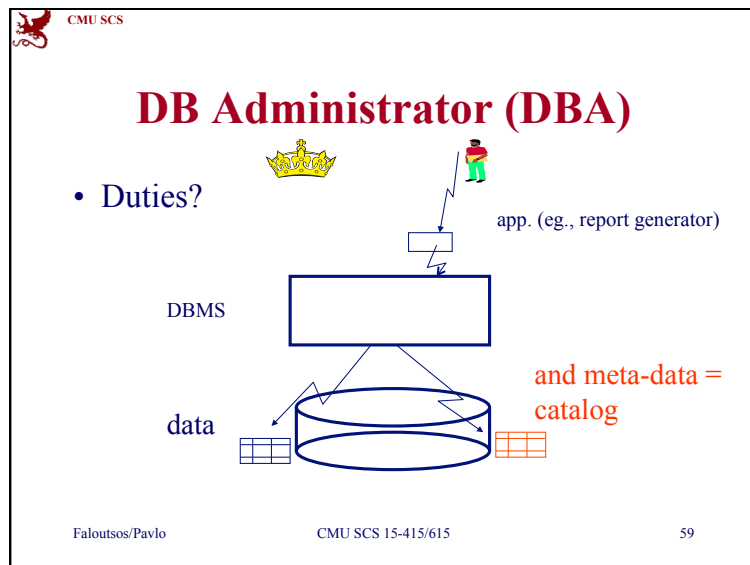 CMU SCS
DB Administrator (DBA)
• Duties?
app. (eg., report generator)
DBMS
and meta-data =
catalog
data
Faloutsos/Pavlo
CMU SCS 15-415/615
59